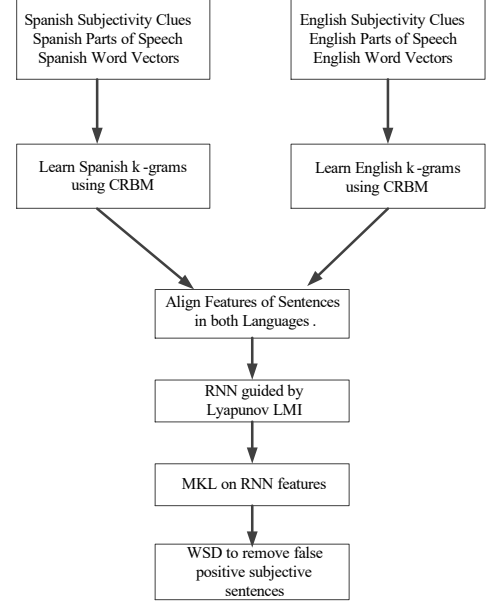 Spanish Subjectivity Clues
Spanish Parts of Speech
Spanish Word Vectors
English Subjectivity Clues
English Parts of Speech
English Word Vectors
Learn Spanish k -grams
using CRBM
Learn English k -grams
using CRBM
Align Features of Sentences
in both Languages .
RNN guided by
Lyapunov LMI
MKL on RNN features
WSD to remove false
positive subjective
sentences